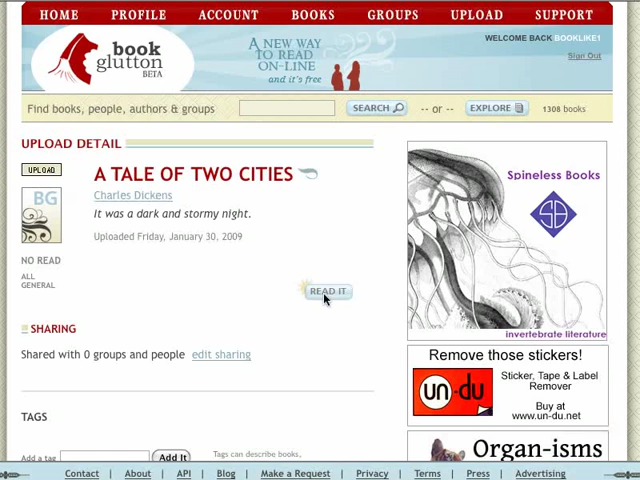 HOME PROFILE ACCOUNT BOOKS GROUPS UPLOAD SUPPORT
book
glutton
BETA
A NEW WAY
TO READ
ON-LINE
and it's free
WELCOME BACK BOOKLIKE1
Sign Out
Find books, people, authors & groups SEARCH -- or -- EXPLORE 1308 books
UPLOAD DETAIL
UPLOAD
BG
A TALE OF TWO CITIES
Charles Dickens
It was a dark and stormy night.
Uploaded Friday, January 30, 2009
NO READ
ALL
GENERAL
READ IT
SHARING
Shared with 0 groups and people edit sharing
TAGS
Add a tag Add It
Tags can describe books,
Spineless Books
SB
invertebrate literature
Remove those stickers!
un-du
Sticker, Tape & Label
Remover
Buy at
www.un-du.net
Organ-isms
Contact | About | API | Blog | Make a Request | Privacy | Terms | Press | Advertising